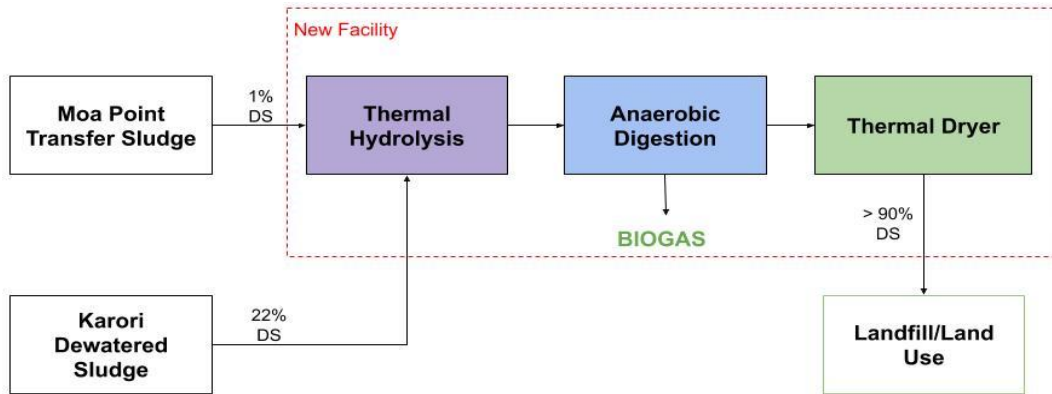 New Facility
Moa Point
Transfer Sludge
1%
DS
Thermal
Hydrolysis
Anaerobic
Digestion
Thermal Dryer
BIOGAS
> 90%
DS
Karori
Dewatered
Sludge
22%
DS
Landfill/Land
Use